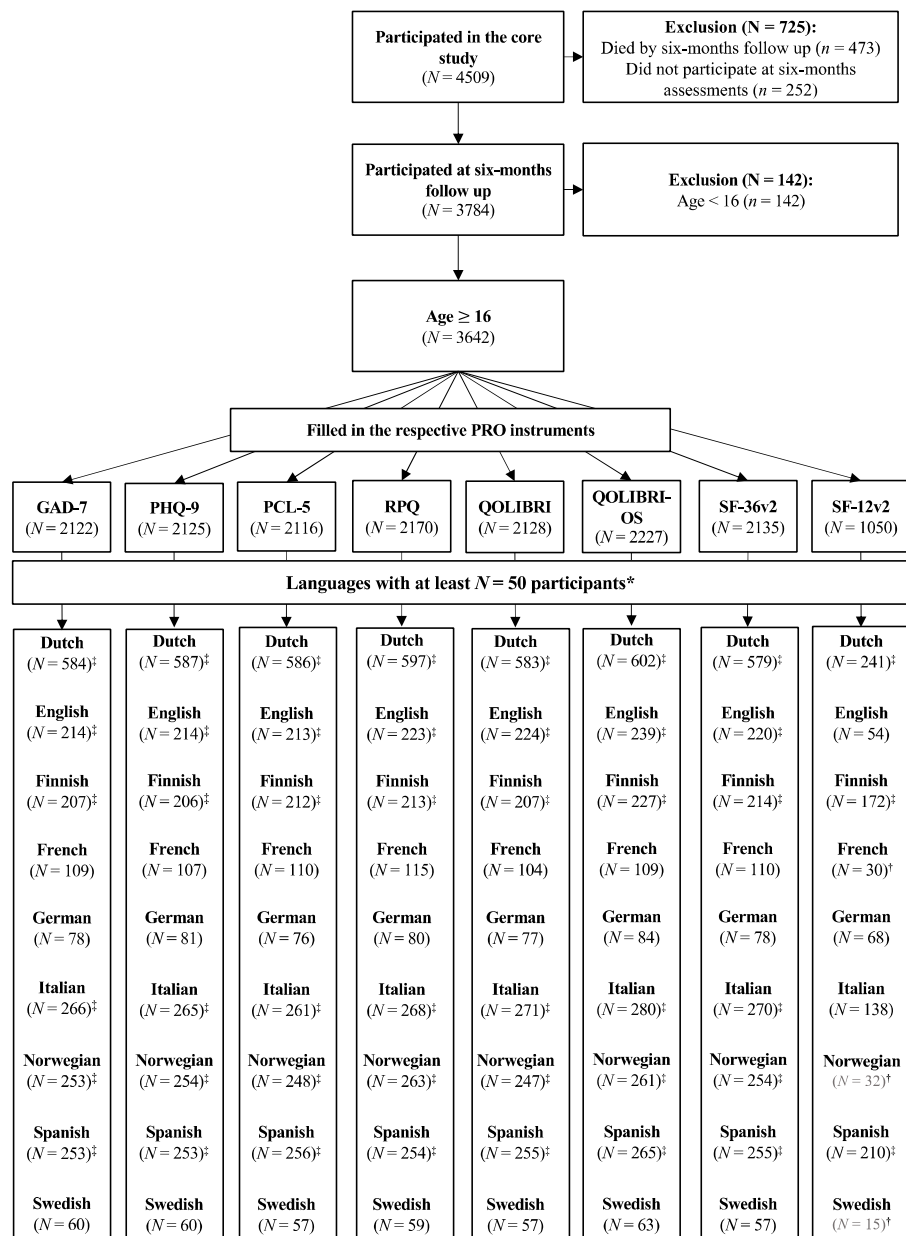 Participated in the core
study
(N = 4509)
Exclusion (N = 725):
Died by six-months follow up (n = 473)
Did not participate at six-months
assessments (n = 252)
Participated at six-months
follow up
(N = 3784)
Exclusion (N = 142):
Age < 16 (n = 142)
Age ≥ 16
(N = 3642)
Filled in the respective PRO instruments
GAD-7
(N = 2122)
PHQ-9
(N = 2125)
PCL-5
(N = 2116)
RPQ
(N = 2170)
QOLIBRI
(N = 2128)
QOLIBRI-
OS
(N = 2227)
SF-36v2
(N = 2135)
SF-12v2
(N = 1050)
Languages with at least N = 50 participants*
Dutch
(N = 584)‡
English
(N = 214)‡
Finnish
(N = 207)‡
French
(N = 109)
German
(N = 78)
Italian
(N = 266)‡
Norwegian
(N = 253)‡
Spanish
(N = 253)‡
Swedish
(N = 60)
Dutch
(N = 587)‡
English
(N = 214)‡
Finnish
(N = 206)‡
French
(N = 107)
German
(N = 81)
Italian
(N = 265)‡
Norwegian
(N = 254)‡
Spanish
(N = 253)‡
Swedish
(N = 60)
Dutch
(N = 586)‡
English
(N = 213)‡
Finnish
(N = 212)‡
French
(N = 110)
German
(N = 76)
Italian
(N = 261)‡
Norwegian
(N = 248)‡
Spanish
(N = 256)‡
Swedish
(N = 57)
Dutch
(N = 597)‡
English
(N = 223)‡
Finnish
(N = 213)‡
French
(N = 115)
German
(N = 80)
Italian
(N = 268)‡
Norwegian
(N = 263)‡
Spanish
(N = 254)‡
Swedish
(N = 59)
Dutch
(N = 583)‡
English
(N = 224)‡
Finnish
(N = 207)‡
French
(N = 104)
German
(N = 77)
Italian
(N = 271)‡
Norwegian
(N = 247)‡
Spanish
(N = 255)‡
Swedish
(N = 57)
Dutch
(N = 602)‡
English
(N = 239)‡
Finnish
(N = 227)‡
French
(N = 109)
German
(N = 84)
Italian
(N = 280)‡
Norwegian
(N = 261)‡
Spanish
(N = 265)‡
Swedish
(N = 63)
Dutch
(N = 579)‡
English
(N = 220)‡
Finnish
(N = 214)‡
French
(N = 110)
German
(N = 78)
Italian
(N = 270)‡
Norwegian
(N = 254)‡
Spanish
(N = 255)‡
Swedish
(N = 57)
Dutch
(N = 241)‡
English
(N = 54)
Finnish
(N = 172)‡
French
(N = 30)†
German
(N = 68)
Italian
(N = 138)
Norwegian
(N = 32)†
Spanish
(N = 210)‡
Swedish
(N = 15)†